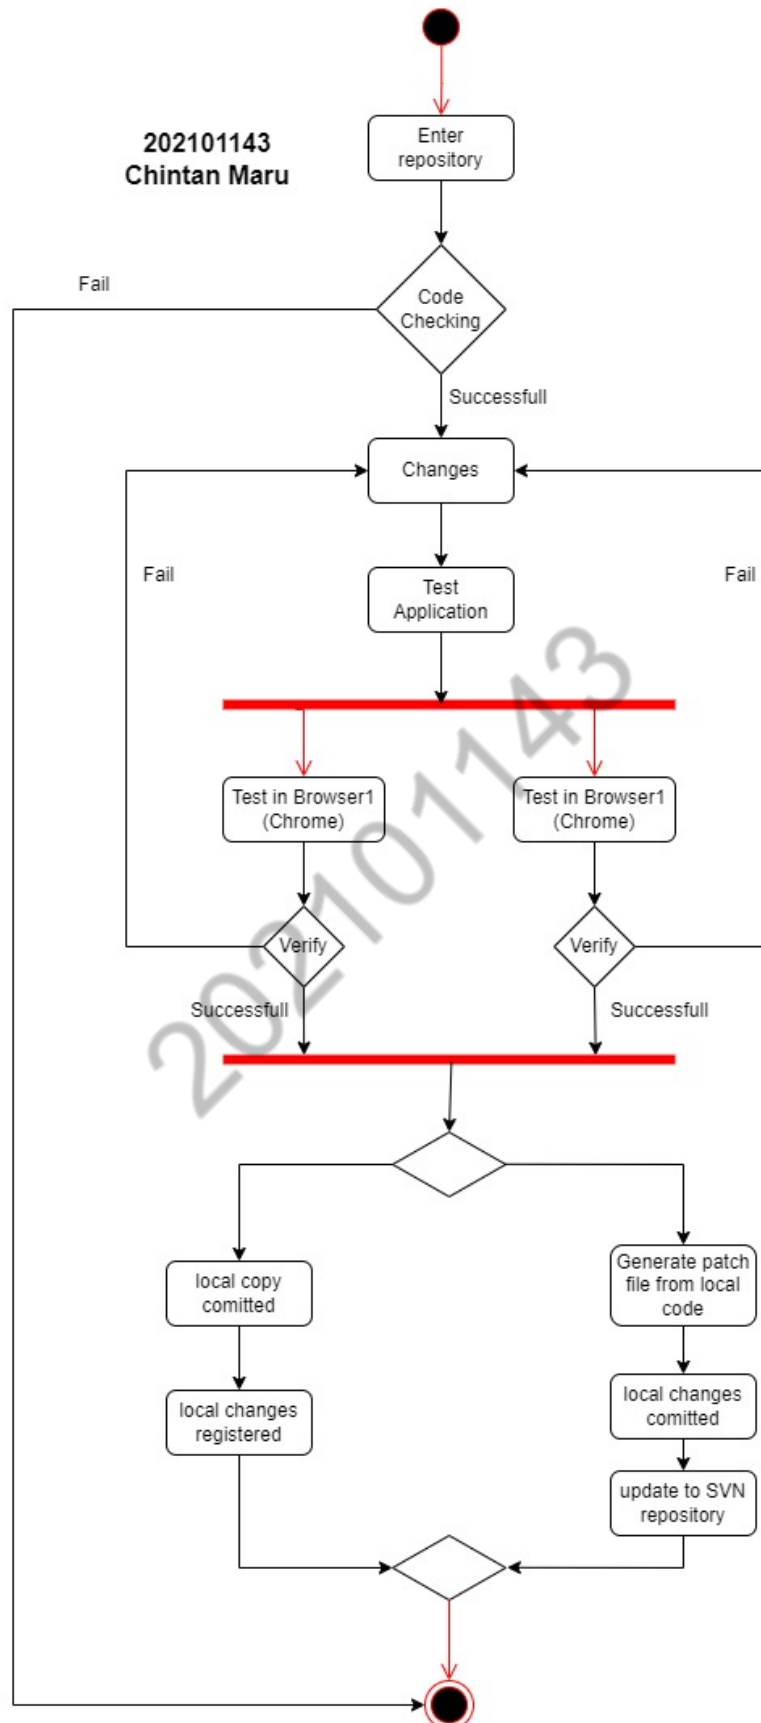 202101143
Chintan Maru
Enter
repository
Fail
Code
Checking
Successfull
Changes
Fail
Fail
Test
Application
Test in Browser1
(Chrome)
Test in Browser1
(Chrome)
Verify
Verify
Successfull
Successfull
202101143
local copy
comitted
Generate patch
file from local
code
local changes
registered
local changes
comitted
update to SVN
repository